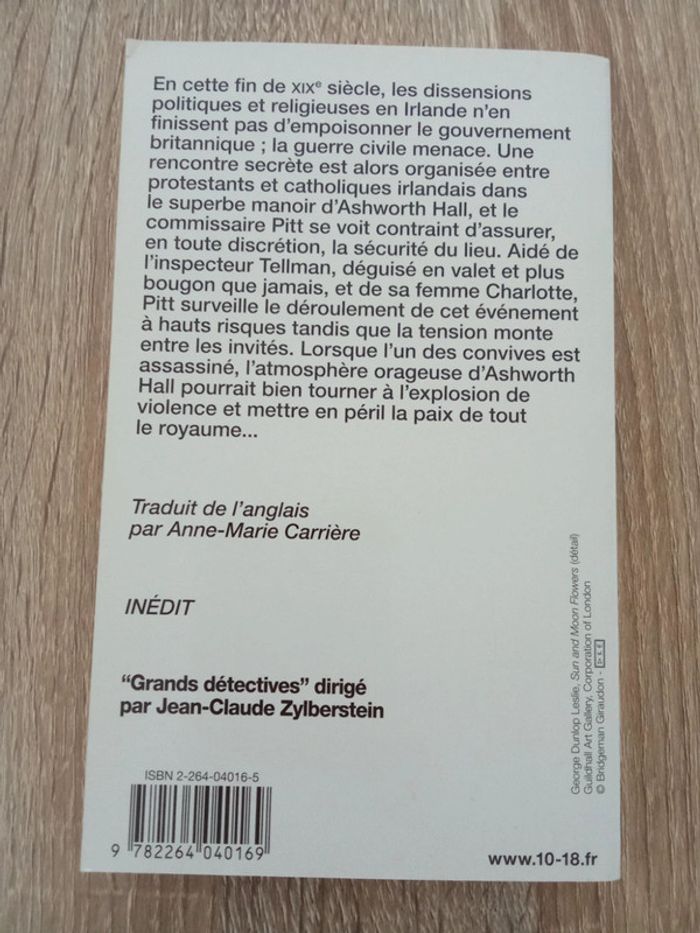 En cette fin de XIXe siècle, les dissensions
politiques et religieuses en Irlande n'en
finissent pas d'empoisonner le gouvernement
britannique ; la guerre civile menace. Une
rencontre secrète est alors organisée entre
protestants et catholiques irlandais dans
le superbe manoir d'Ashworth Hall, et le
commissaire Pitt se voit contraint d'assurer,
en toute discrétion, la sécurité du lieu. Aidé de
l'inspecteur Tellman, déguisé en valet et plus
bougon que jamais, et de sa femme Charlotte,
Pitt surveille le déroulement de cet événement
à hauts risques tandis que la tension monte
entre les invités. Lorsque l'un des convives est
assassiné, l'atmosphère orageuse d'Ashworth
Hall pourrait bien tourner à l'explosion de
violence et mettre en péril la paix de tout
le royaume...
Traduit de l'anglais
par Anne-Marie Carrière
INÉDIT
"Grands détectives" dirigé
par Jean-Claude Zylberstein
George Dunlop Leslie, Sun and Moon Flowers (détail)
Guildhall Art Gallery, Corporation of London
© Bridgeman Giraudon -
ISBN 2-264-04016-5
9 782264 040169
www.10-18.fr